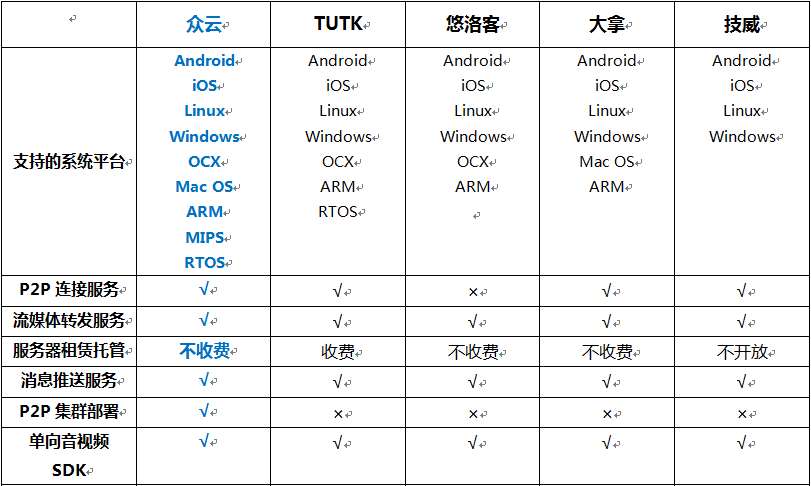 众云 TUTK 悠洛客 大拿 技威
Android Android Android Android Android
iOS iOS iOS iOS iOS
Linux Linux Linux Linux Linux
Windows Windows Windows Windows Windows
支持的系统平台 OCX OCX OCX Mac OS
Mac OS ARM ARM ARM
ARM RTOS
MIPS
RTOS
P2P 连接服务 √ √ × √ √
流媒体转发服务 √ √ √ √ √
服务器租赁托管 不收费 收费 不收费 不收费 不开放
消息推送服务 √ √ √ √ √
P2P 集群部署 √ × × × ×
单向音视频 √ √ √ √ √
SDK